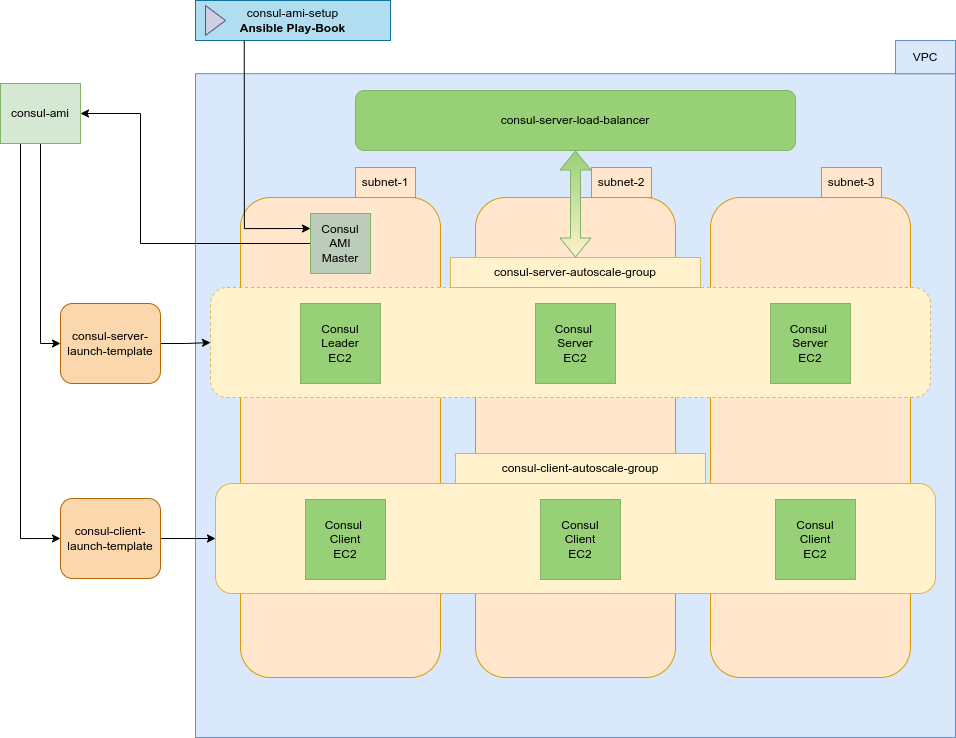 consul-ami-setup
Ansible Play-Book
VPC
consul-ami
consul-server-load-balancer
subnet-1
subnet-2
subnet-3
Consul
AMI
Master
consul-server-autoscale-group
consul-server-
launch-template
Consul
Leader
EC2
Consul
Server
EC2
Consul
Server
EC2
consul-client-autoscale-group
consul-client-
launch-template
Consul
Client
EC2
Consul
Client
EC2
Consul
Client
EC2